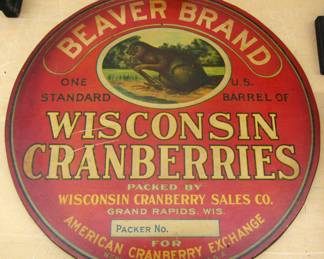 BEAVER BRAND
ONE U.S.
STANDARD BARREL OF
WISCONSIN
CRANBERRIES
PACKED BY
WISCONSIN CRANBERRY SALES CO.
GRAND RAPIDS, WIS.
PACKER NO.
FOR
AMERICAN CRANBERRY EXCHANGE